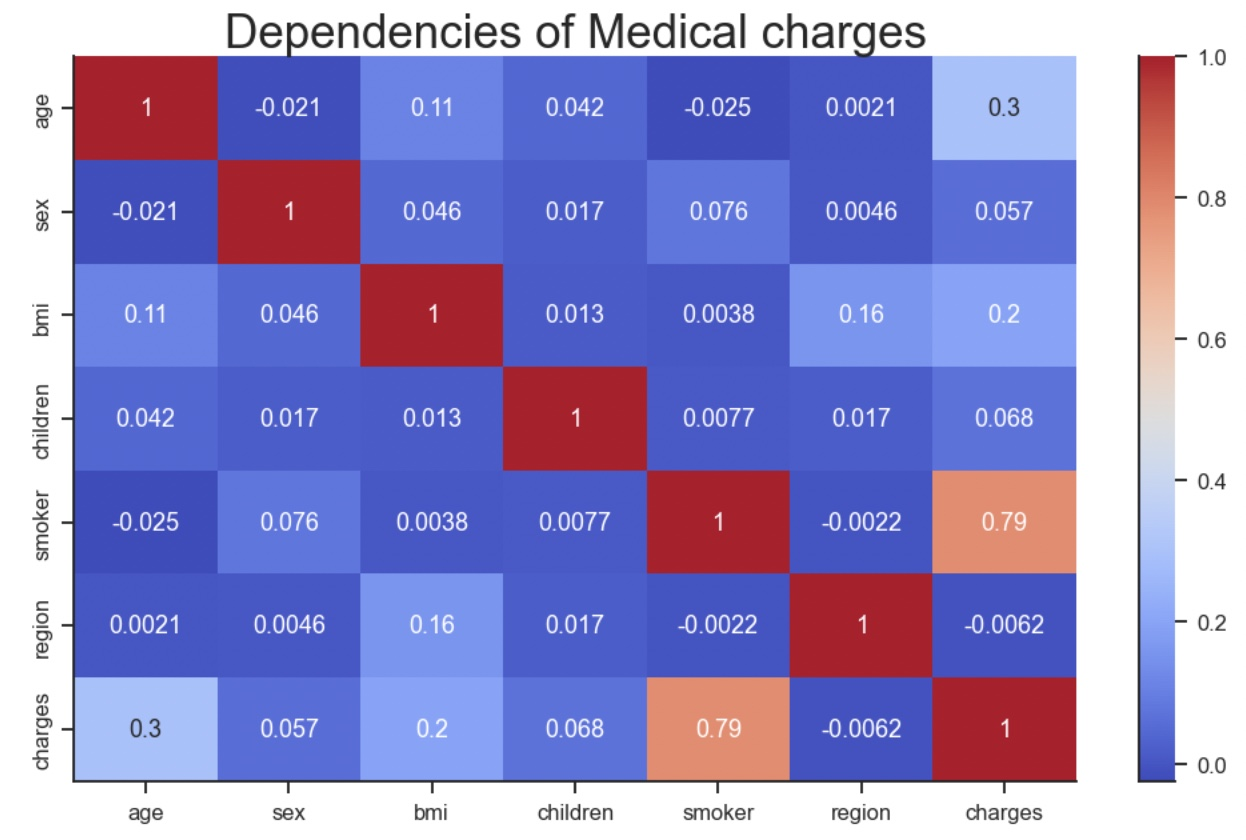 Dependencies of Medical charges
age 1 -0.021 0.11 0.042 -0.025 0.0021 0.3
sex -0.021 1 0.046 0.017 0.076 0.0046 0.057
bmi 0.11 0.046 1 0.013 0.0038 0.16 0.2
children 0.042 0.017 0.013 1 0.0077 0.017 0.068
smoker -0.025 0.076 0.0038 0.0077 1 -0.0022 0.79
region 0.0021 0.0046 0.16 0.017 -0.0022 1 -0.0062
charges 0.3 0.057 0.2 0.068 0.79 -0.0062 1
age sex bmi children smoker region charges
1.0
0.8
0.6
0.4
0.2
0.0